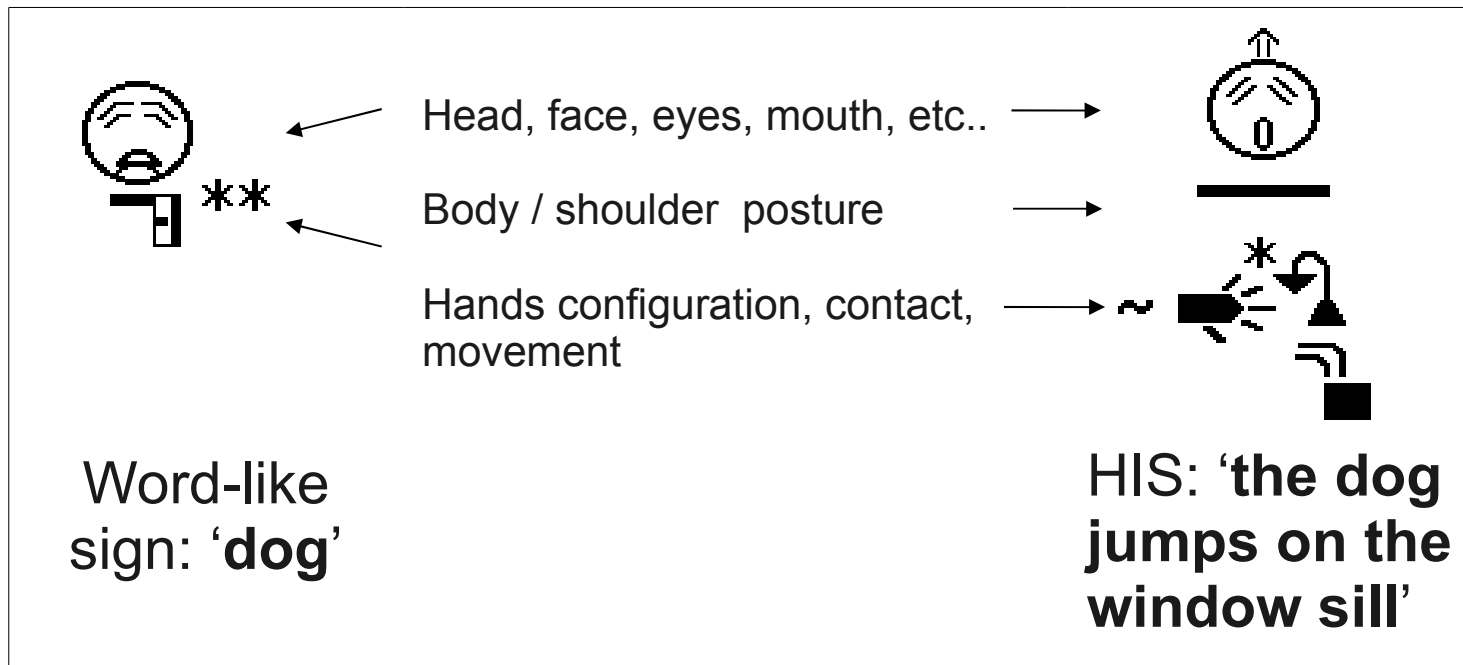 Head, face, eyes, mouth, etc..
**
Body / shoulder posture
*
Hands configuration, contact,
movement
~
Word-like
sign: ‘dog’
HIS: ‘the dog
jumps on the
window sill’